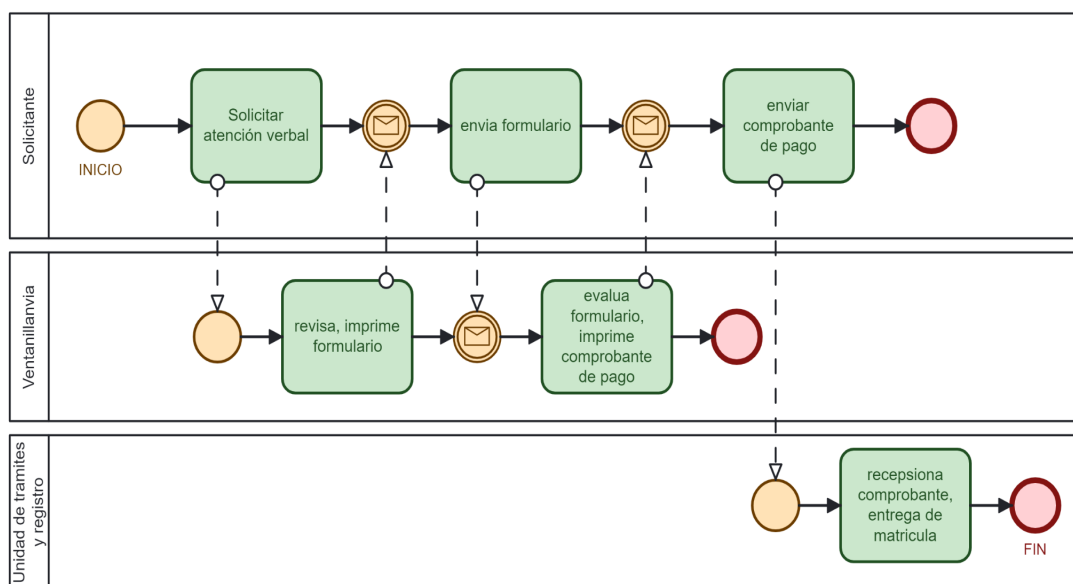 Solicitante
INICIO
Solicitar
atención verbal
envia formulario
enviar
comprobante
de pago
Ventanillanvia
revisa, imprime
formulario
evalua
formulario,
imprime
comprobante
de pago
Unidad de tramites
y registro
recepsiona
comprobante,
entrega de
matricula
FIN